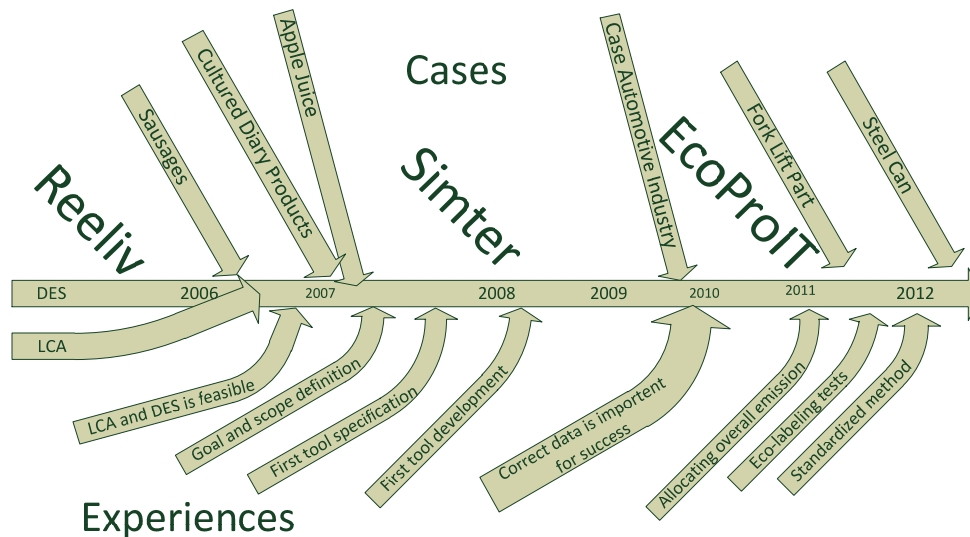 Cases
Sausages
Cultured Diary Products
Apple Juice
Case Automotive Industry
Fork Lift Part
Steel Can
Reeliv
Simter
EcoProIT
DES
2006
2007
2008
2009
2010
2011
2012
LCA
LCA and DES is feasible
Goal and scope definition
First tool specification
First tool development
Correct data is importent
for success
Allocating overall emission
Eco-labeling tests
Standardized method
Experiences